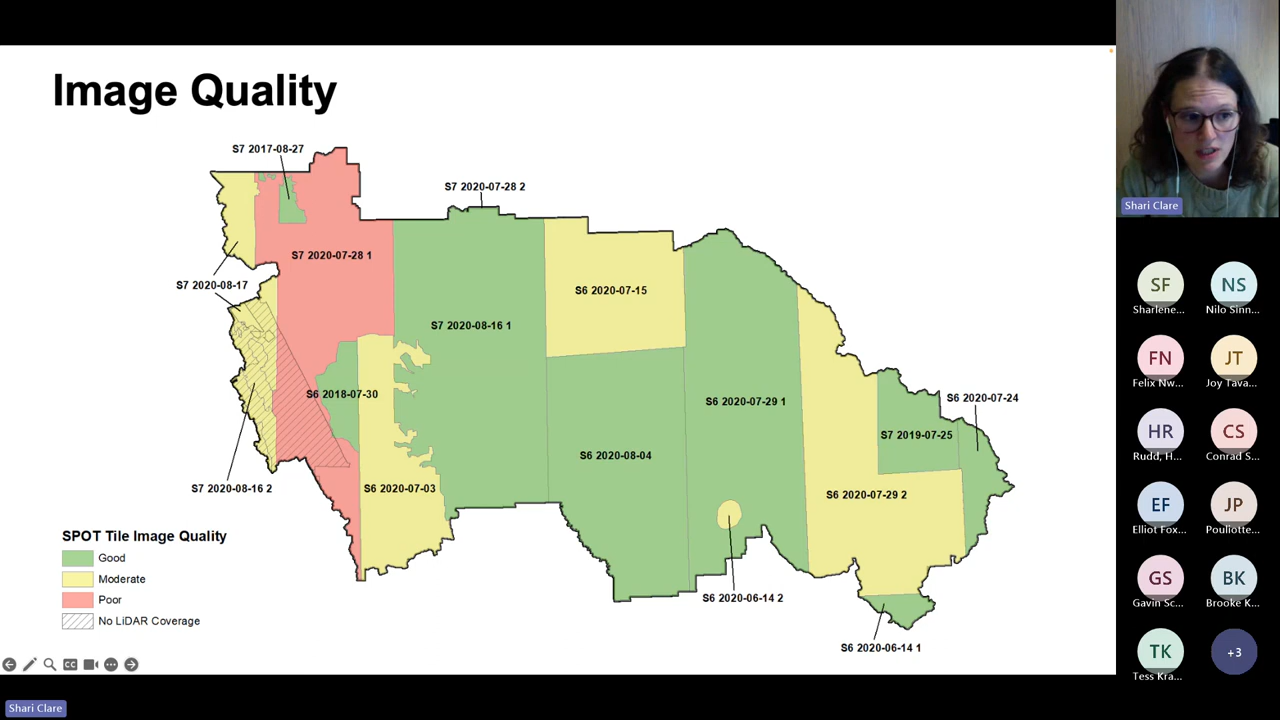 Image Quality
S7 2017-08-27
S7 2020-07-28 2
S7 2020-07-28 1
S7 2020-08-17
S6 2020-07-15
S7 2020-08-16 1
S6 2018-07-30
S6 2020-07-29 1
S6 2020-07-24
S7 2019-07-25
S6 2020-08-04
S7 2020-08-16 2
S6 2020-07-03
S6 2020-07-29 2
S6 2020-06-14 2
S6 2020-06-14 1
SPOT Tile Image Quality
Good
Moderate
Poor
No LiDAR Coverage
CC
Shari Clare
SF
Sharlene...
NS
Nilo Sinn...
FN
Felix Nw...
JT
Joy Tava...
HR
Rudd, H...
CS
Conrad S...
EF
Elliot Fox...
JP
Pouliotte...
GS
Gavin Sc...
BK
Brooke K...
TK
Tess Kra...
+3
Shari Clare